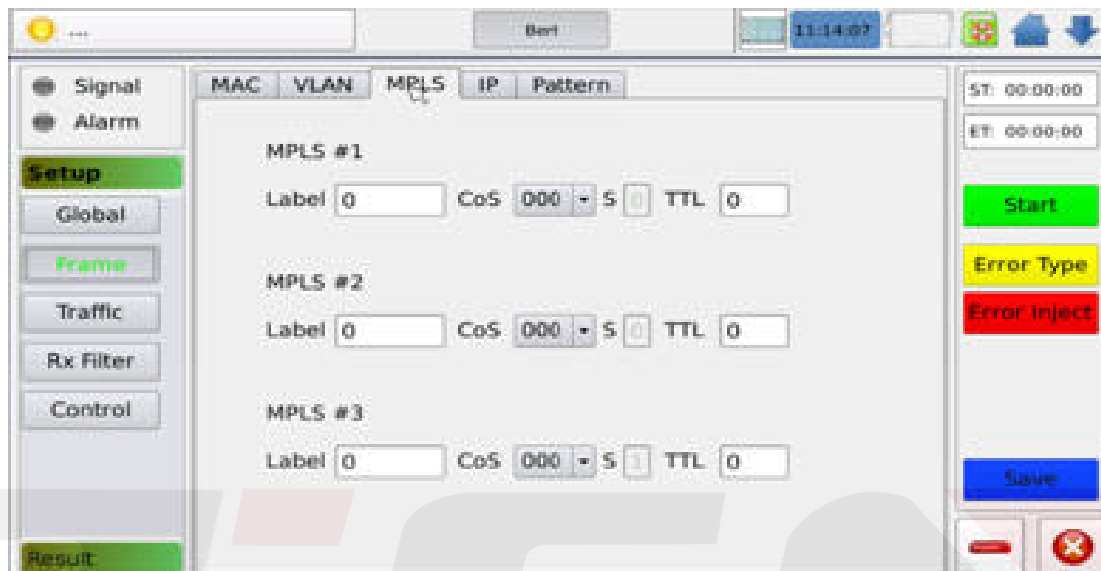 ...
Bert
11:14:07
Signal
Alarm
Setup
Global
Frame
Traffic
Rx Filter
Control
Result
MAC VLAN MPLS IP Pattern
MPLS #1
Label 0 CoS 000 S 0 TTL 0
MPLS #2
Label 0 CoS 000 S 0 TTL 0
MPLS #3
Label 0 CoS 000 S 1 TTL 0
ST: 00:00:00
ET: 00:00:00
Start
Error Type
Error Inject
Save